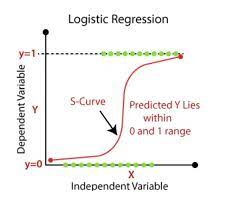 Logistic Regression
y=1
Dependent Variable
Y
S-Curve
Predicted Y Lies
within
0 and 1 range
y=0
X
Independent Variable